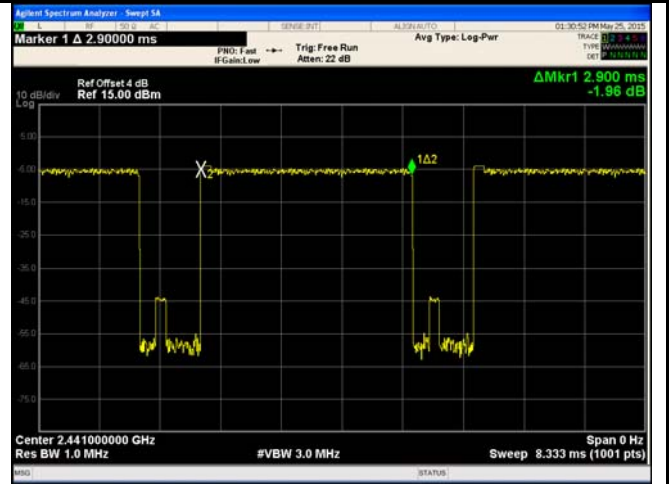 Agilent Spectrum Analyzer - Swept SA
L RF 50 Ω AC SENSE:INT ALIGN AUTO 01:30:52 PM May 25, 2015
Marker 1 Δ 2.90000 ms
PNO: Fast
IFGain:Low
Trig: Free Run
Atten: 22 dB
Avg Type: Log-Pwr
TRACE 1 2 3 4 5 6
TYPE
DET P N N N N N
Ref Offset 4 dB
10 dB/div Ref 15.00 dBm
Log
ΔMkr1 2.900 ms
-1.96 dB
5.00
-5.00
-15.0
-25.0
-35.0
-45.0
-55.0
-65.0
-75.0
X2
1Δ2
Center 2.441000000 GHz Span 0 Hz
Res BW 1.0 MHz #VBW 3.0 MHz Sweep 8.333 ms (1001 pts)
MSG STATUS